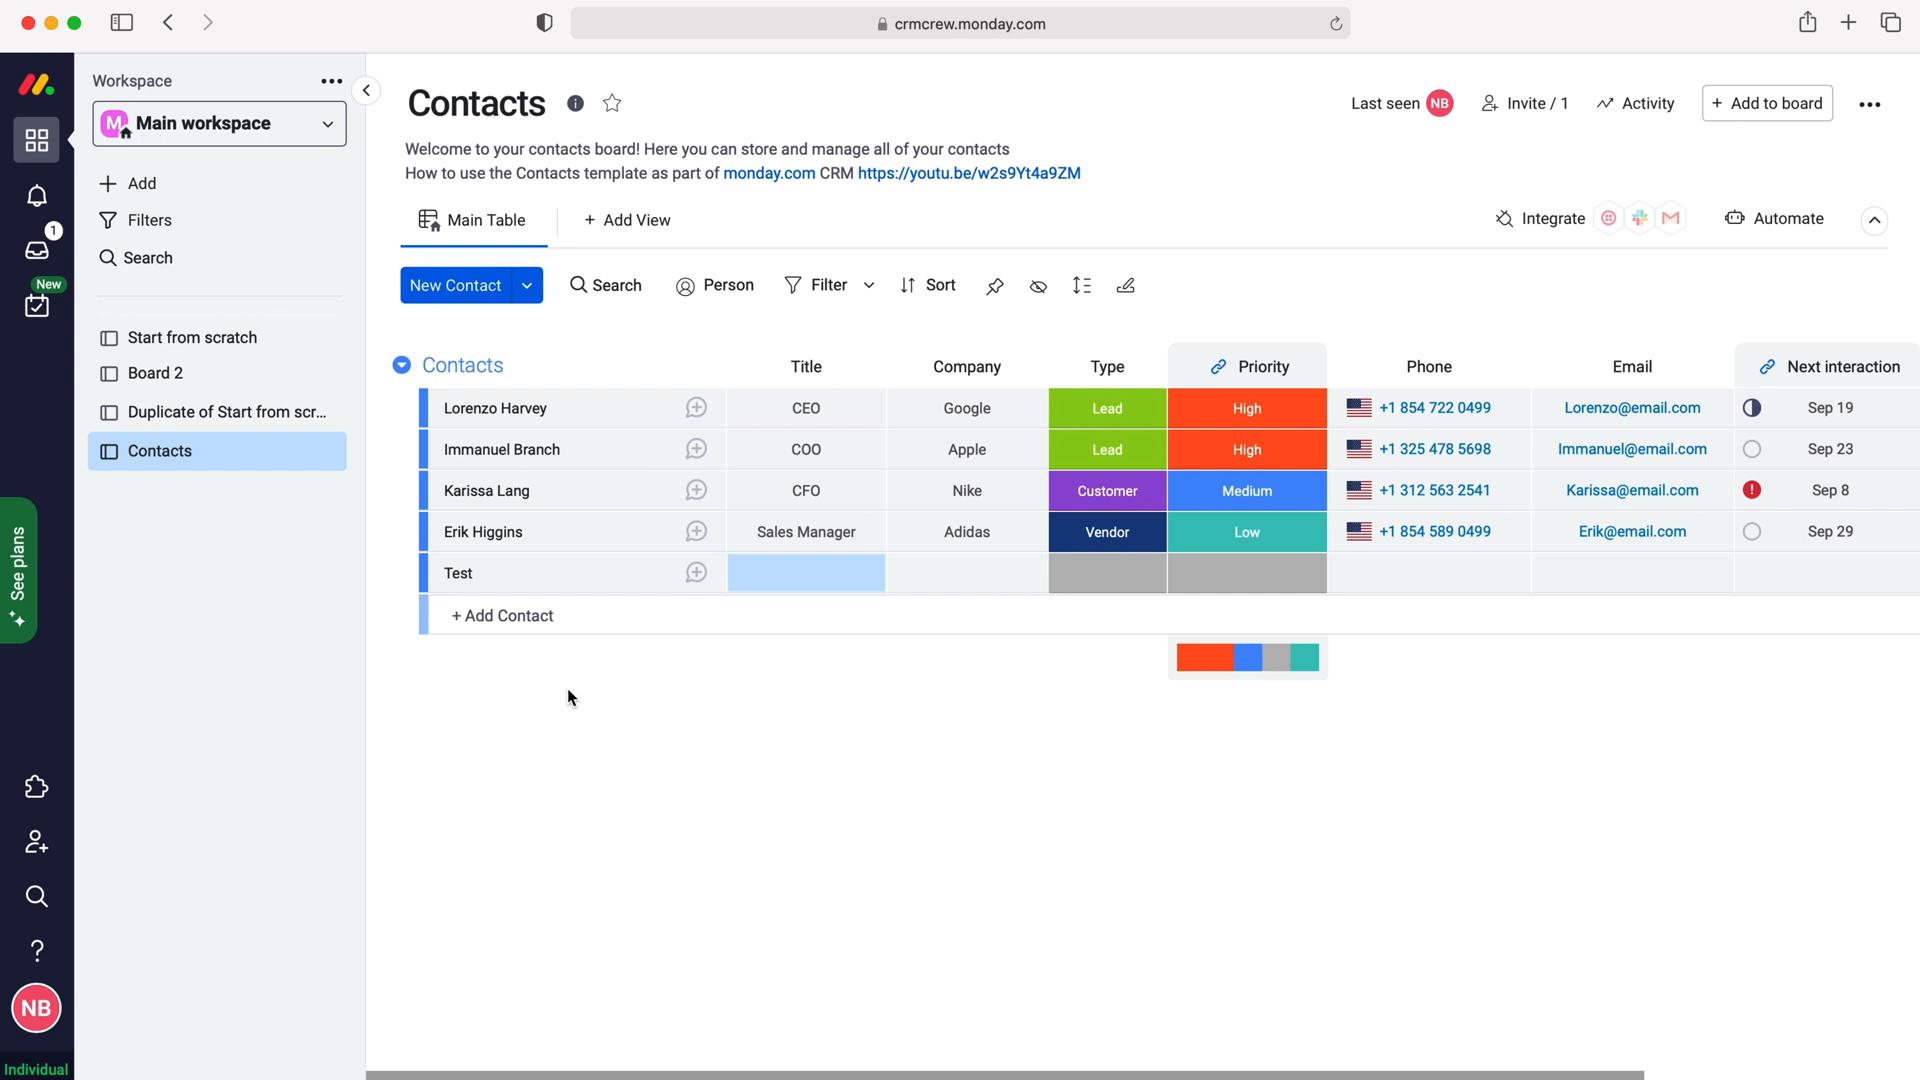 crmcrew.monday.com
Workspace
M Main workspace
Add
Filters
Search
1
New
Start from scratch
Board 2
Duplicate of Start from scr...
Contacts
See plans
NB
Individual
Contacts
Last seen NB Invite / 1 Activity + Add to board
Welcome to your contacts board! Here you can store and manage all of your contacts
How to use the Contacts template as part of monday.com CRM https://youtu.be/w2s9Yt4a9ZM
Main Table + Add View Integrate Automate
New Contact Search Person Filter Sort
Contacts Title Company Type Priority Phone Email Next interaction
Lorenzo Harvey CEO Google Lead High +1 854 722 0499 Lorenzo@email.com Sep 19
Immanuel Branch COO Apple Lead High +1 325 478 5698 Immanuel@email.com Sep 23
Karissa Lang CFO Nike Customer Medium +1 312 563 2541 Karissa@email.com Sep 8
Erik Higgins Sales Manager Adidas Vendor Low +1 854 589 0499 Erik@email.com Sep 29
Test
+ Add Contact